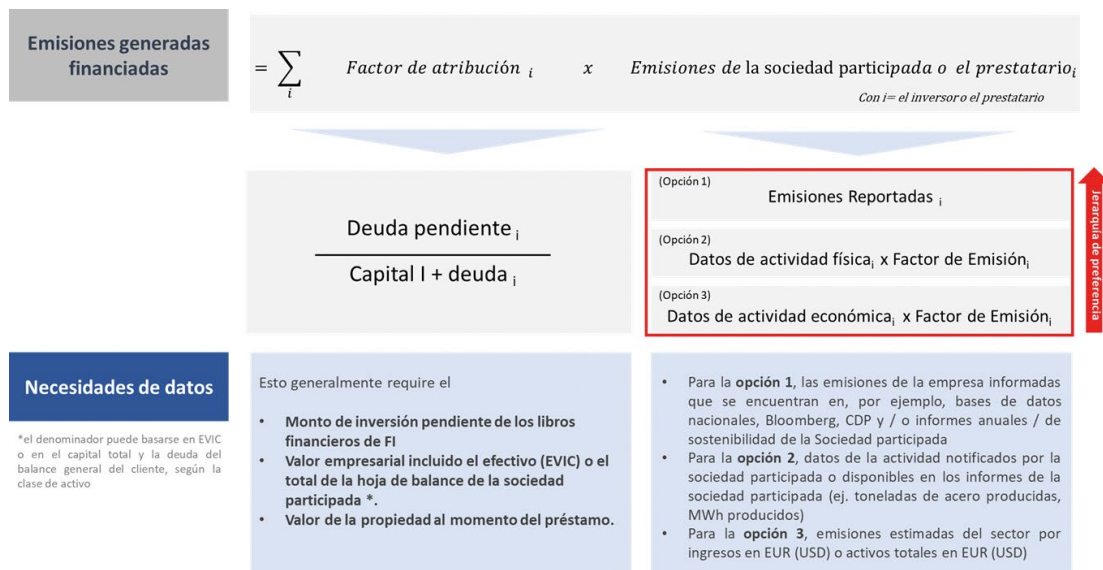 Emisiones generadas
financiadas
= ∑ i Factor de atribución i x Emisiones de la sociedad participada o el prestatario i
Con i= el inversor o el prestatario
Deuda pendiente i
Capital I + deuda i
(Opción 1)
Emisiones Reportadas i
(Opción 2)
Datos de actividad física i x Factor de Emisión i
(Opción 3)
Datos de actividad económica i x Factor de Emisión i
Jerarquía de preferencia
Necesidades de datos
*el denominador puede basarse en EVIC
o en el capital total y la deuda del
balance general del cliente, según la
clase de activo
Esto generalmente require el
• Monto de inversión pendiente de los libros
financieros de FI
• Valor empresarial incluido el efectivo (EVIC) o el
total de la hoja de balance de la sociedad
participada *.
• Valor de la propiedad al momento del préstamo.
• Para la opción 1, las emisiones de la empresa informadas
que se encuentran en, por ejemplo, bases de datos
nacionales, Bloomberg, CDP y / o informes anuales / de
sostenibilidad de la Sociedad participada
• Para la opción 2, datos de la actividad notificados por la
sociedad participada o disponibles en los informes de la
sociedad participada (ej. toneladas de acero producidas,
MWh producidos)
• Para la opción 3, emisiones estimadas del sector por
ingresos en EUR (USD) o activos totales en EUR (USD)